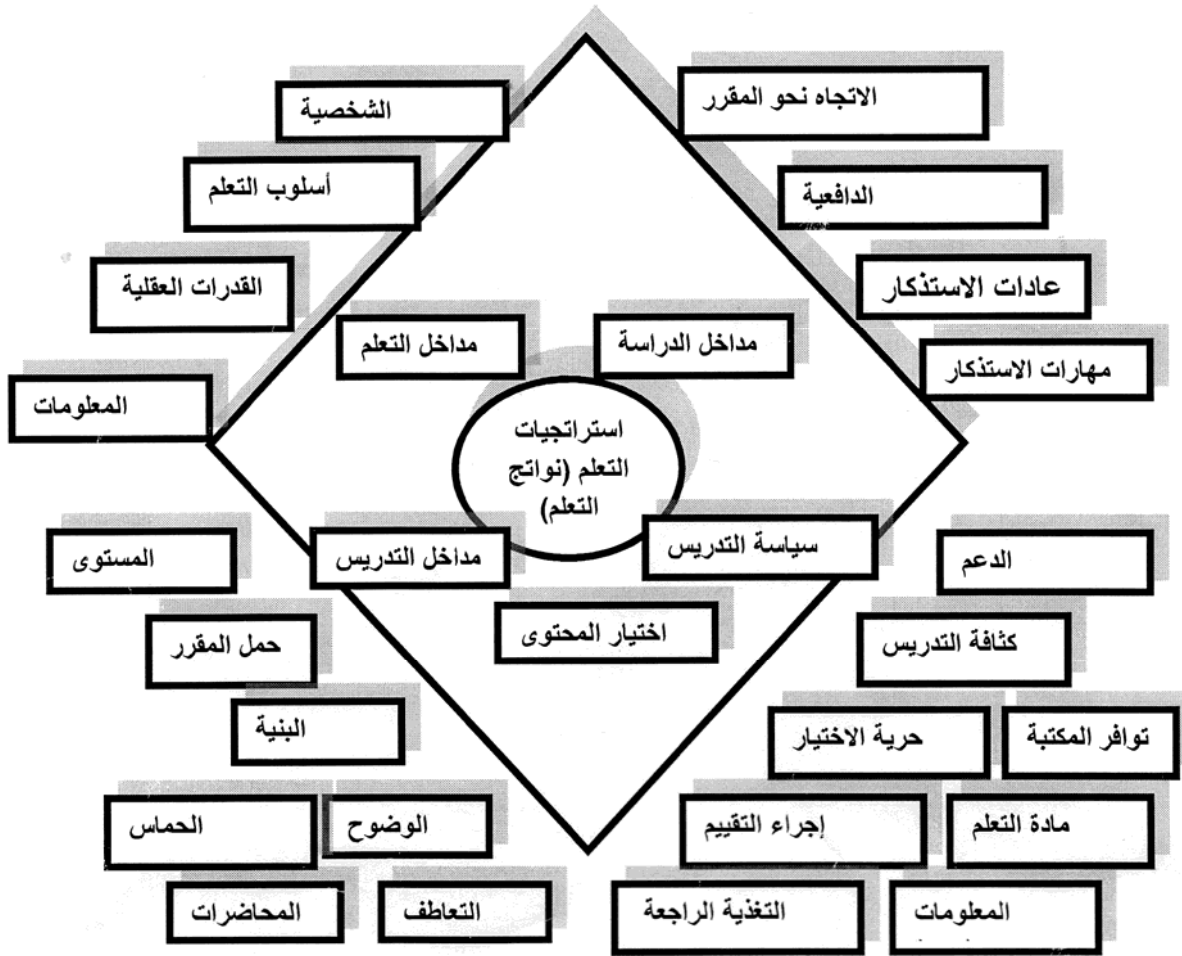 الاتجاه نحو المقرر
الشخصية
الدافعية
أسلوب التعلم
عادات الاستذكار
القدرات العقلية
مداخل الدراسة
مداخل التعلم
مهارات الاستذكار
المعلومات
استراتجيات
التعلم (نواتج
التعلم)
الدعم
سياسة التدريس
مداخل التدريس
المستوى
كثافة التدريس
اختيار المحتوى
حمل المقرر
توافر المكتبة
حرية الاختيار
البنية
مادة التعلم
إجراء التقييم
الوضوح
الحماس
المعلومات
التغذية الراجعة
التعاطف
المحاضرات